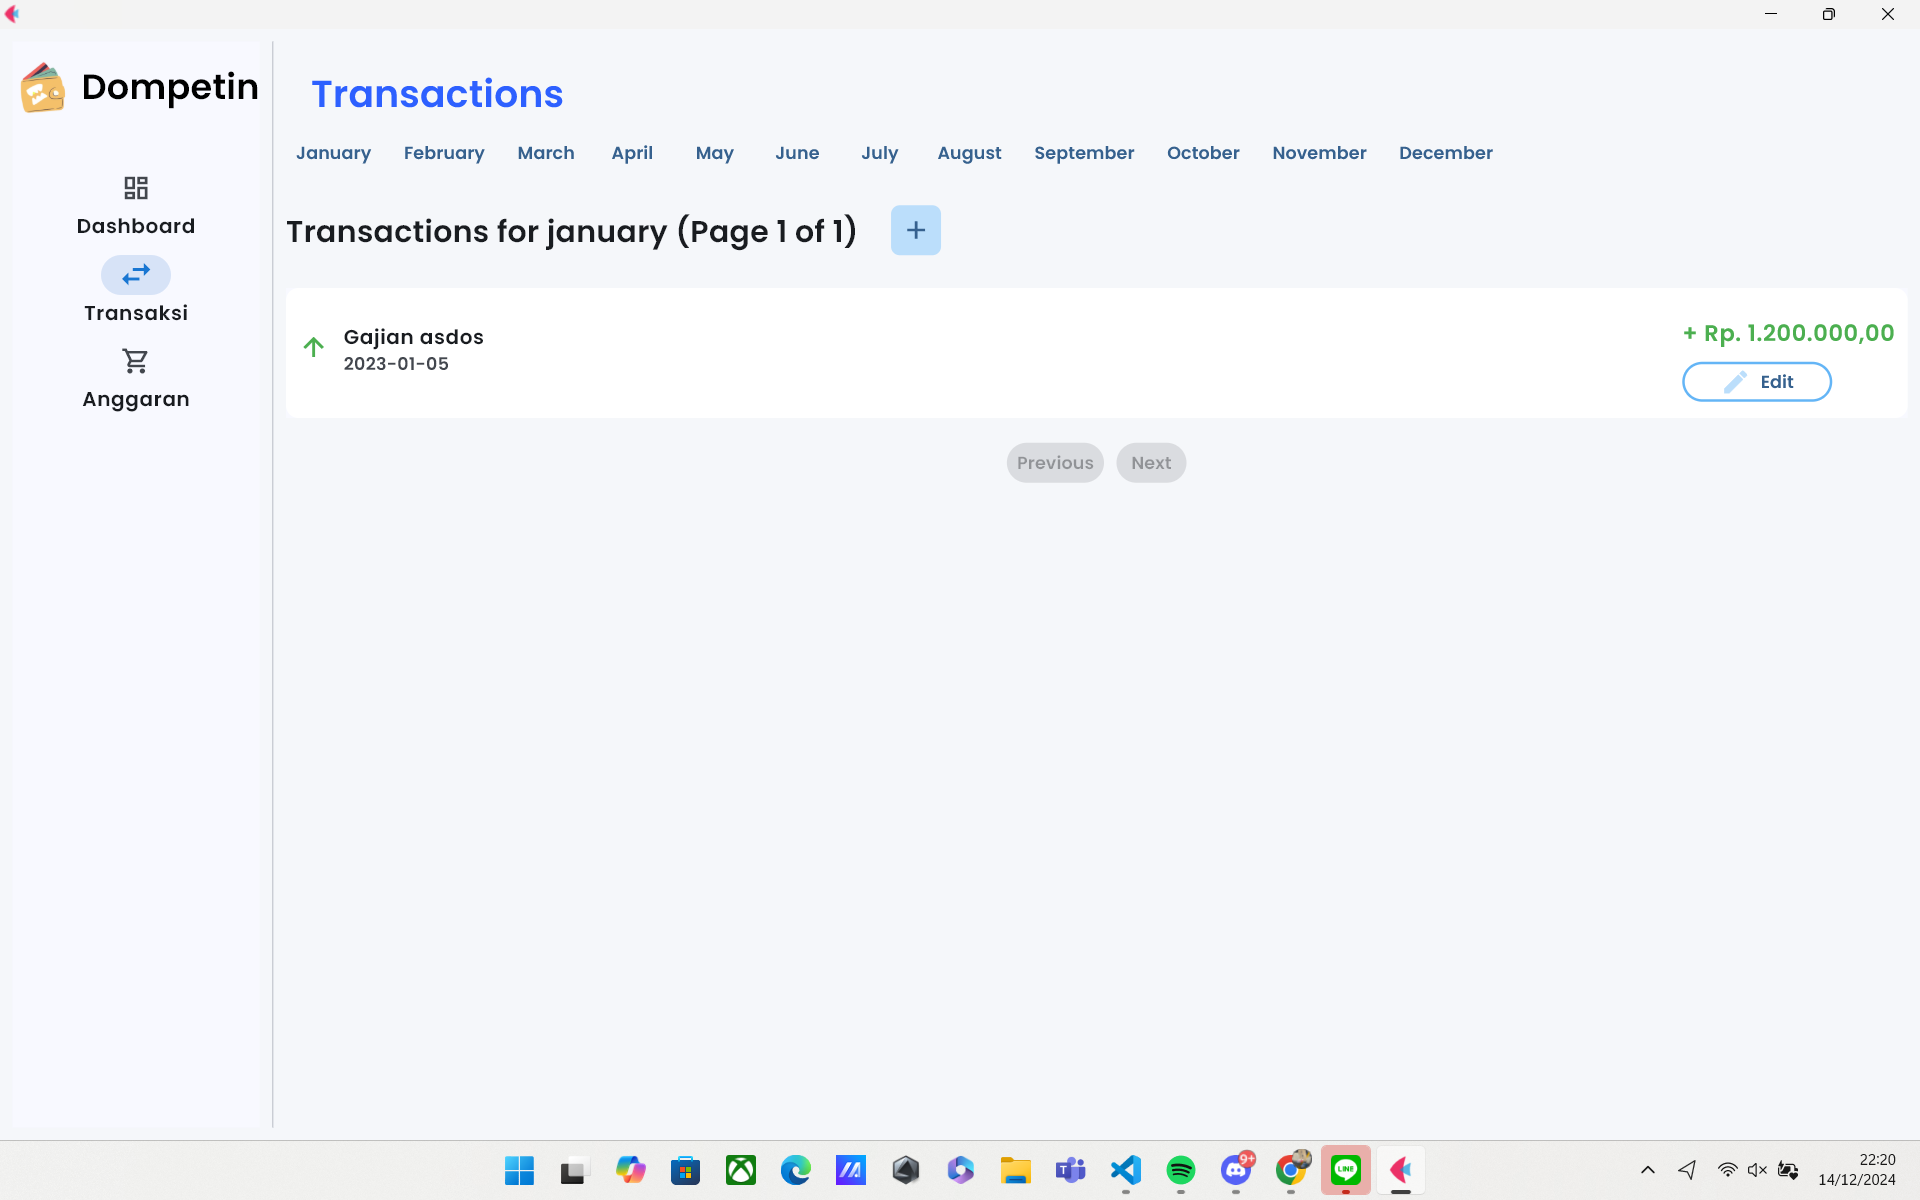 Dompetin
Dashboard
Transaksi
Anggaran
Transactions
January February March April May June July August September October November December
Transactions for january (Page 1 of 1) +
Gajian asdos
2023-01-05
+ Rp. 1.200.000,00
Edit
Previous Next
9+
LINE
22:20
14/12/2024